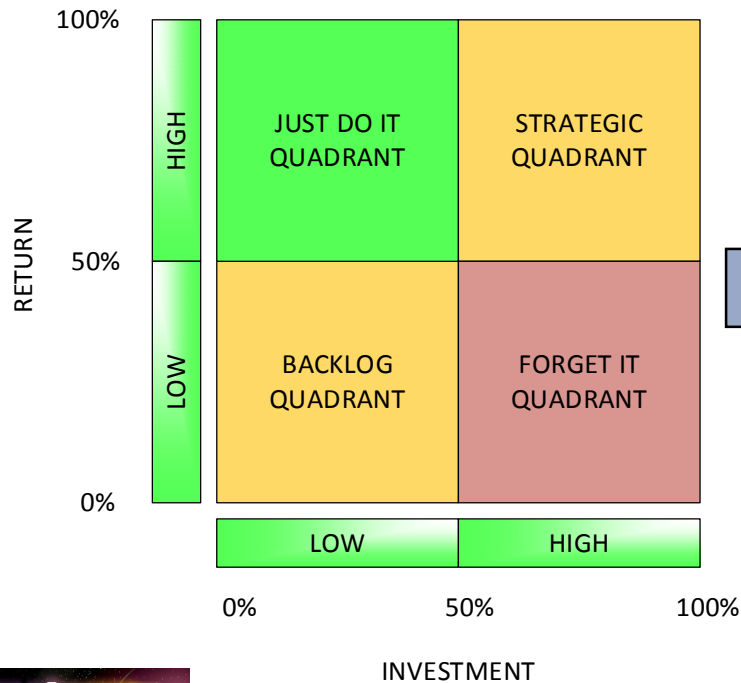 100%
HIGH
JUST DO IT
QUADRANT
STRATEGIC
QUADRANT
RETURN
50%
LOW
BACKLOG
QUADRANT
FORGET IT
QUADRANT
0%
LOW
HIGH
0%
50%
100%
INVESTMENT